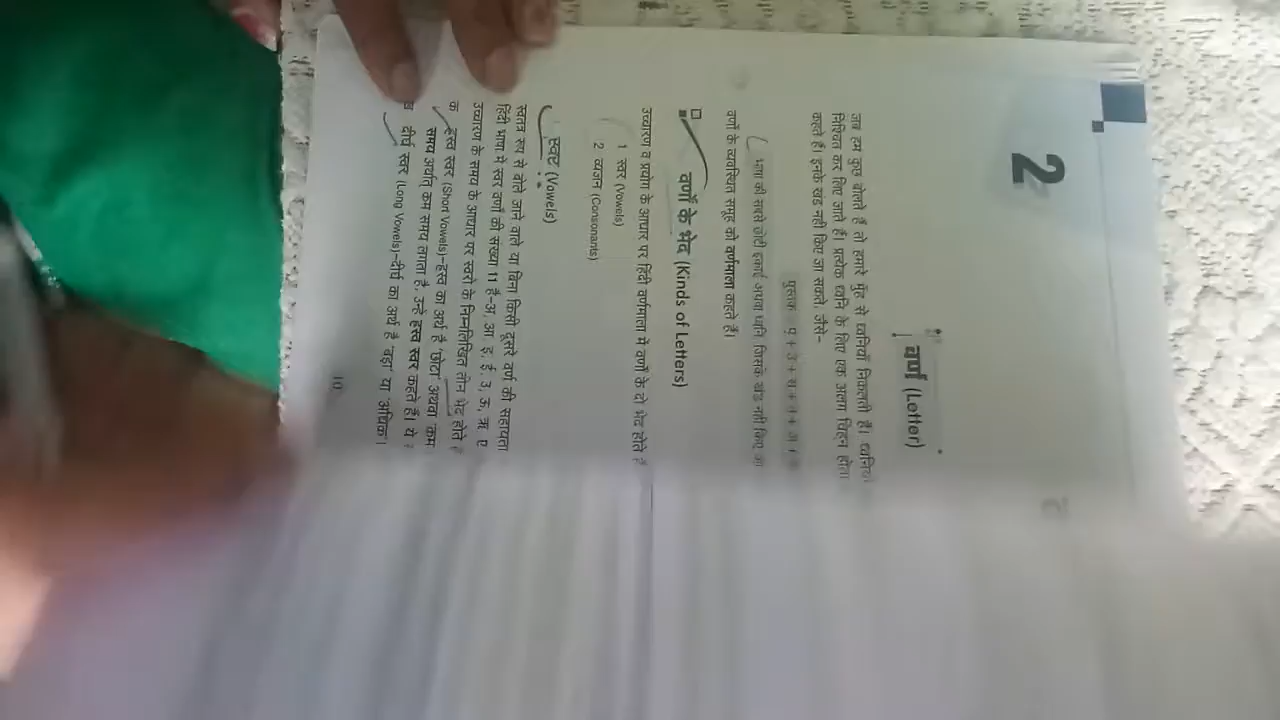 2
वर्ण (Letter)
जब हम कुछ बोलते हैं तो हमारे मुँह से ध्वनियाँ निकलती हैं।
निश्चित कर लिए जाते हैं। प्रत्येक ध्वनि के लिए एक अलग चिह्न होता
कहते हैं। इनके खंड नहीं किए जा सकते, जैसे–
पुस्तक
भाषा की सबसे छोटी इकाई अथवा ध्वनि जिसके खंड नहीं किए जा
वर्णों के व्यवस्थित समूह को वर्णमाला कहते हैं।
वर्णों के भेद (Kinds of Letters)
उच्चारण व प्रयोग के आधार पर हिंदी वर्णमाला में वर्णों के दो भेद होते हैं
1 स्वर (Vowels)
2 व्यंजन (Consonants)
स्वर (Vowels)
स्वतंत्र रूप से बोले जाने वाले या बिना किसी दूसरे वर्ण की सहायता
हिंदी भाषा में स्वर वर्णों की संख्या 11 है–अ, आ, इ, ई, उ, ऊ, ऋ, ए
उच्चारण के समय के आधार पर स्वरों के निम्नलिखित तीन भेद होते हैं
क ह्रस्व स्वर (Short Vowels)–ह्रस्व का अर्थ है 'छोटा' अथवा 'कम
समय अर्थात् कम समय लगता है, उन्हें ह्रस्व स्वर कहते हैं। ये
ख दीर्घ स्वर (Long Vowels)–दीर्घ का अर्थ है 'बड़ा' या 'अधिक'।
10